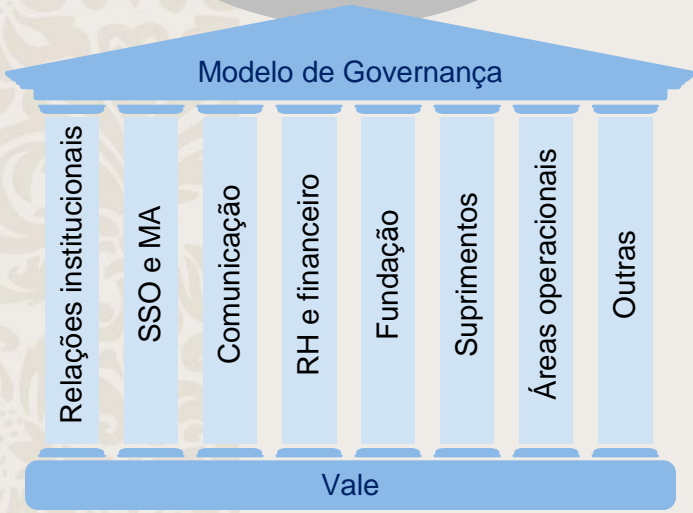 Modelo de Governança
Relações institucionais
SSO e MA
Comunicação
RH e financeiro
Fundação
Suprimentos
Áreas operacionais
Outras
Vale